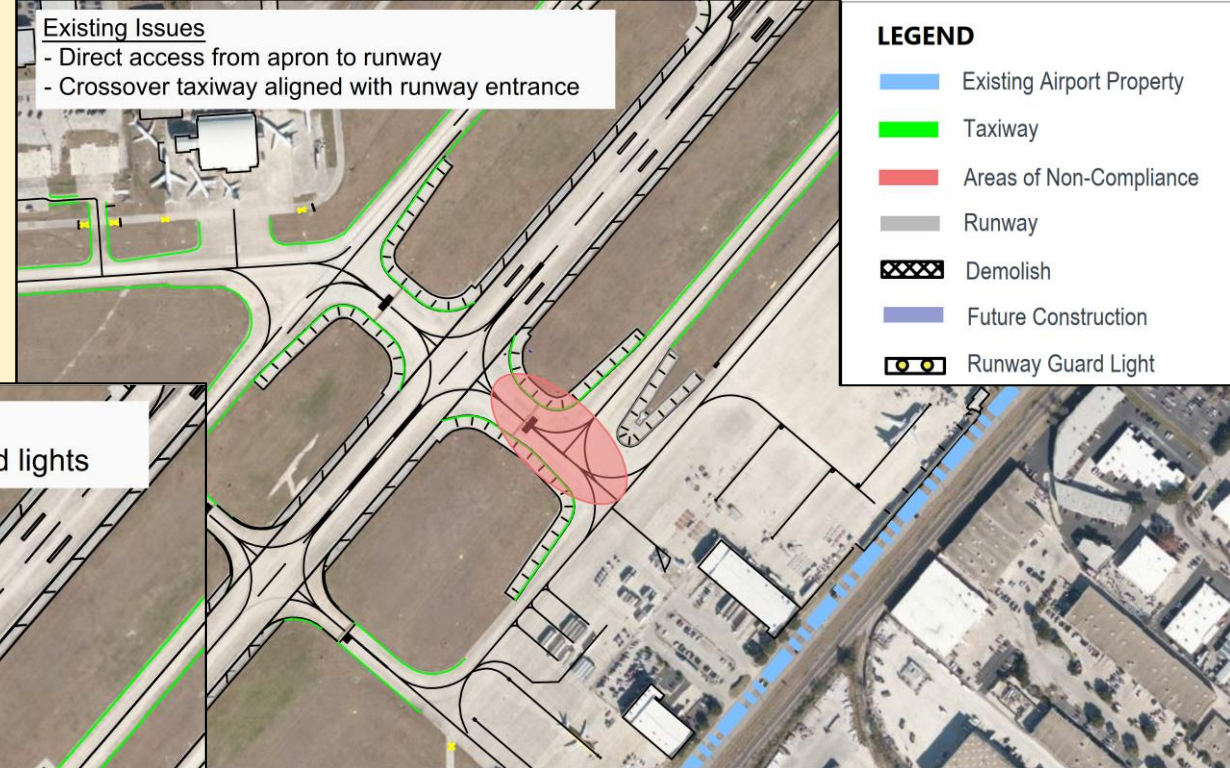 Existing Issues
- Direct access from apron to runway
- Crossover taxiway aligned with runway entrance
LEGEND
Existing Airport Property
Taxiway
Areas of Non-Compliance
Runway
Demolish
Future Construction
Runway Guard Light
d lights